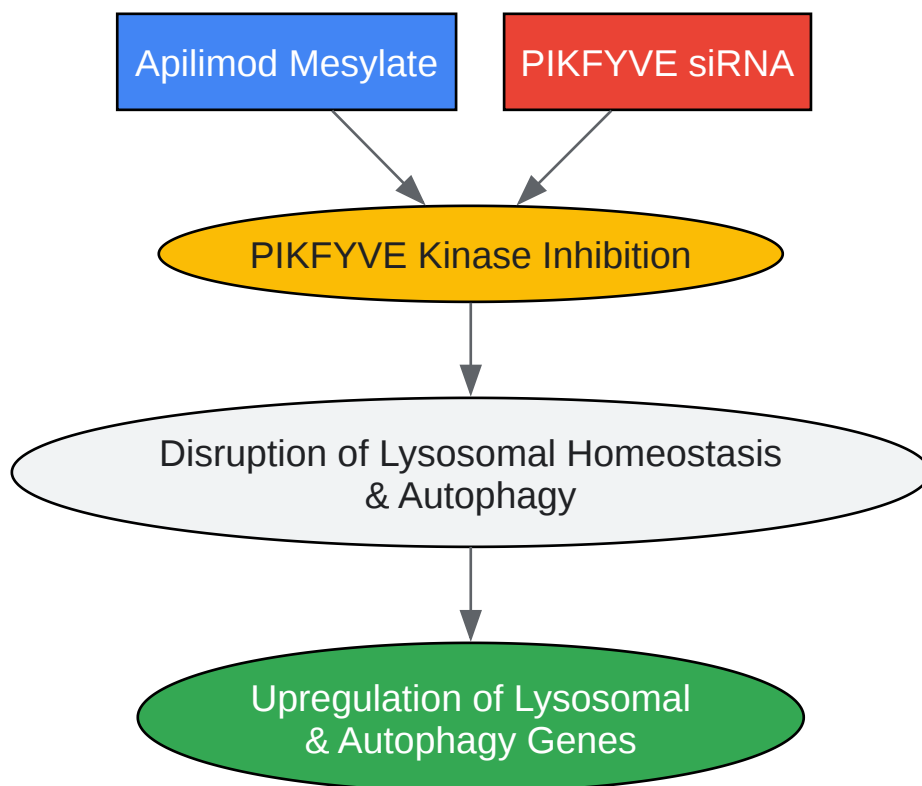 Apilimod Mesylate
PIKFYVE siRNA
PIKFYVE Kinase Inhibition
Disruption of Lysosomal Homeostasis
& Autophagy
Upregulation of Lysosomal
& Autophagy Genes